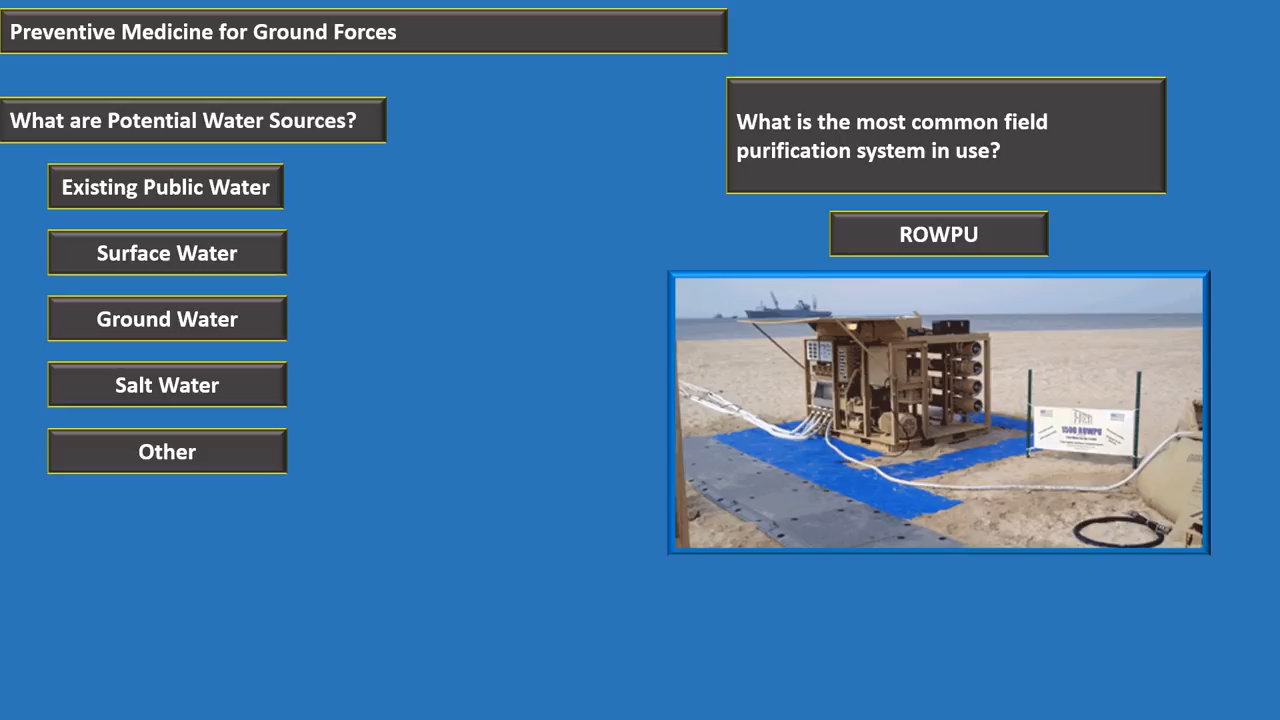 Preventive Medicine for Ground Forces
What are Potential Water Sources?
Existing Public Water
Surface Water
Ground Water
Salt Water
Other
What is the most common field
purification system in use?
ROWPU
1500 ROWPU